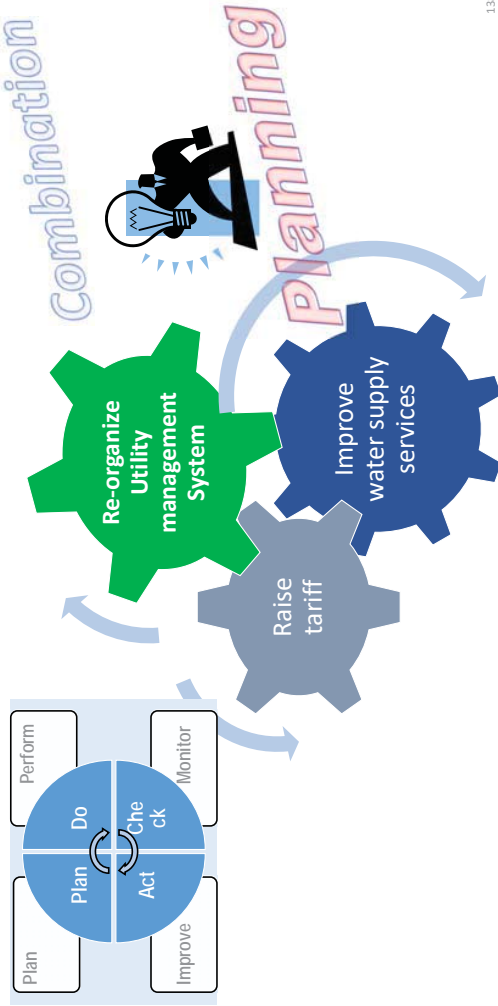 Plan
Perform
Plan
Do
Act
Che
ck
Improve
Monitor
Combination
Planning
Re-organize
Utility
management
System
Raise
tariff
Improve
water supply
services
13